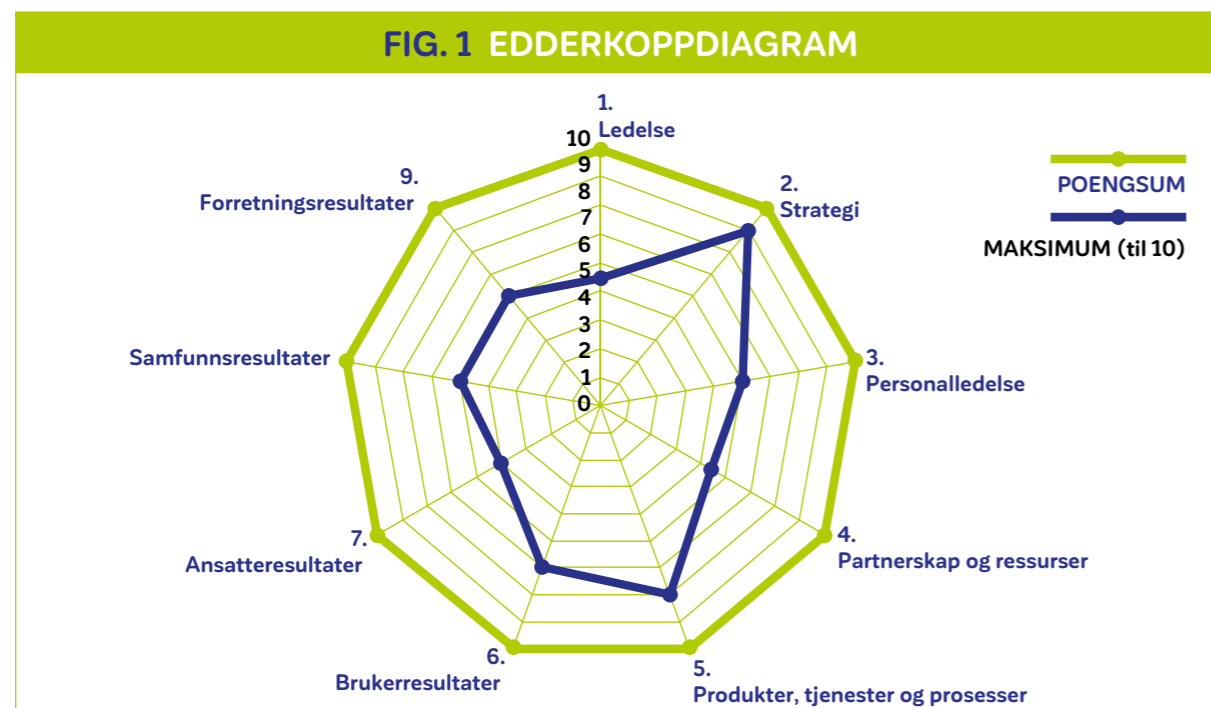 FIG. 1 EDDERKOPPDIAGRAM
1.
Ledelse
2.
Strategi
3.
Personalledelse
4.
Partnerskap og ressurser
5.
Produkter, tjenester og prosesser
6.
Brukerresultater
7.
Ansatteresultater
Samfunnsresultater
9.
Forretningsresultater
10
9
8
7
6
5
4
3
2
1
0
POENGSUM
MAKSIMUM (til 10)